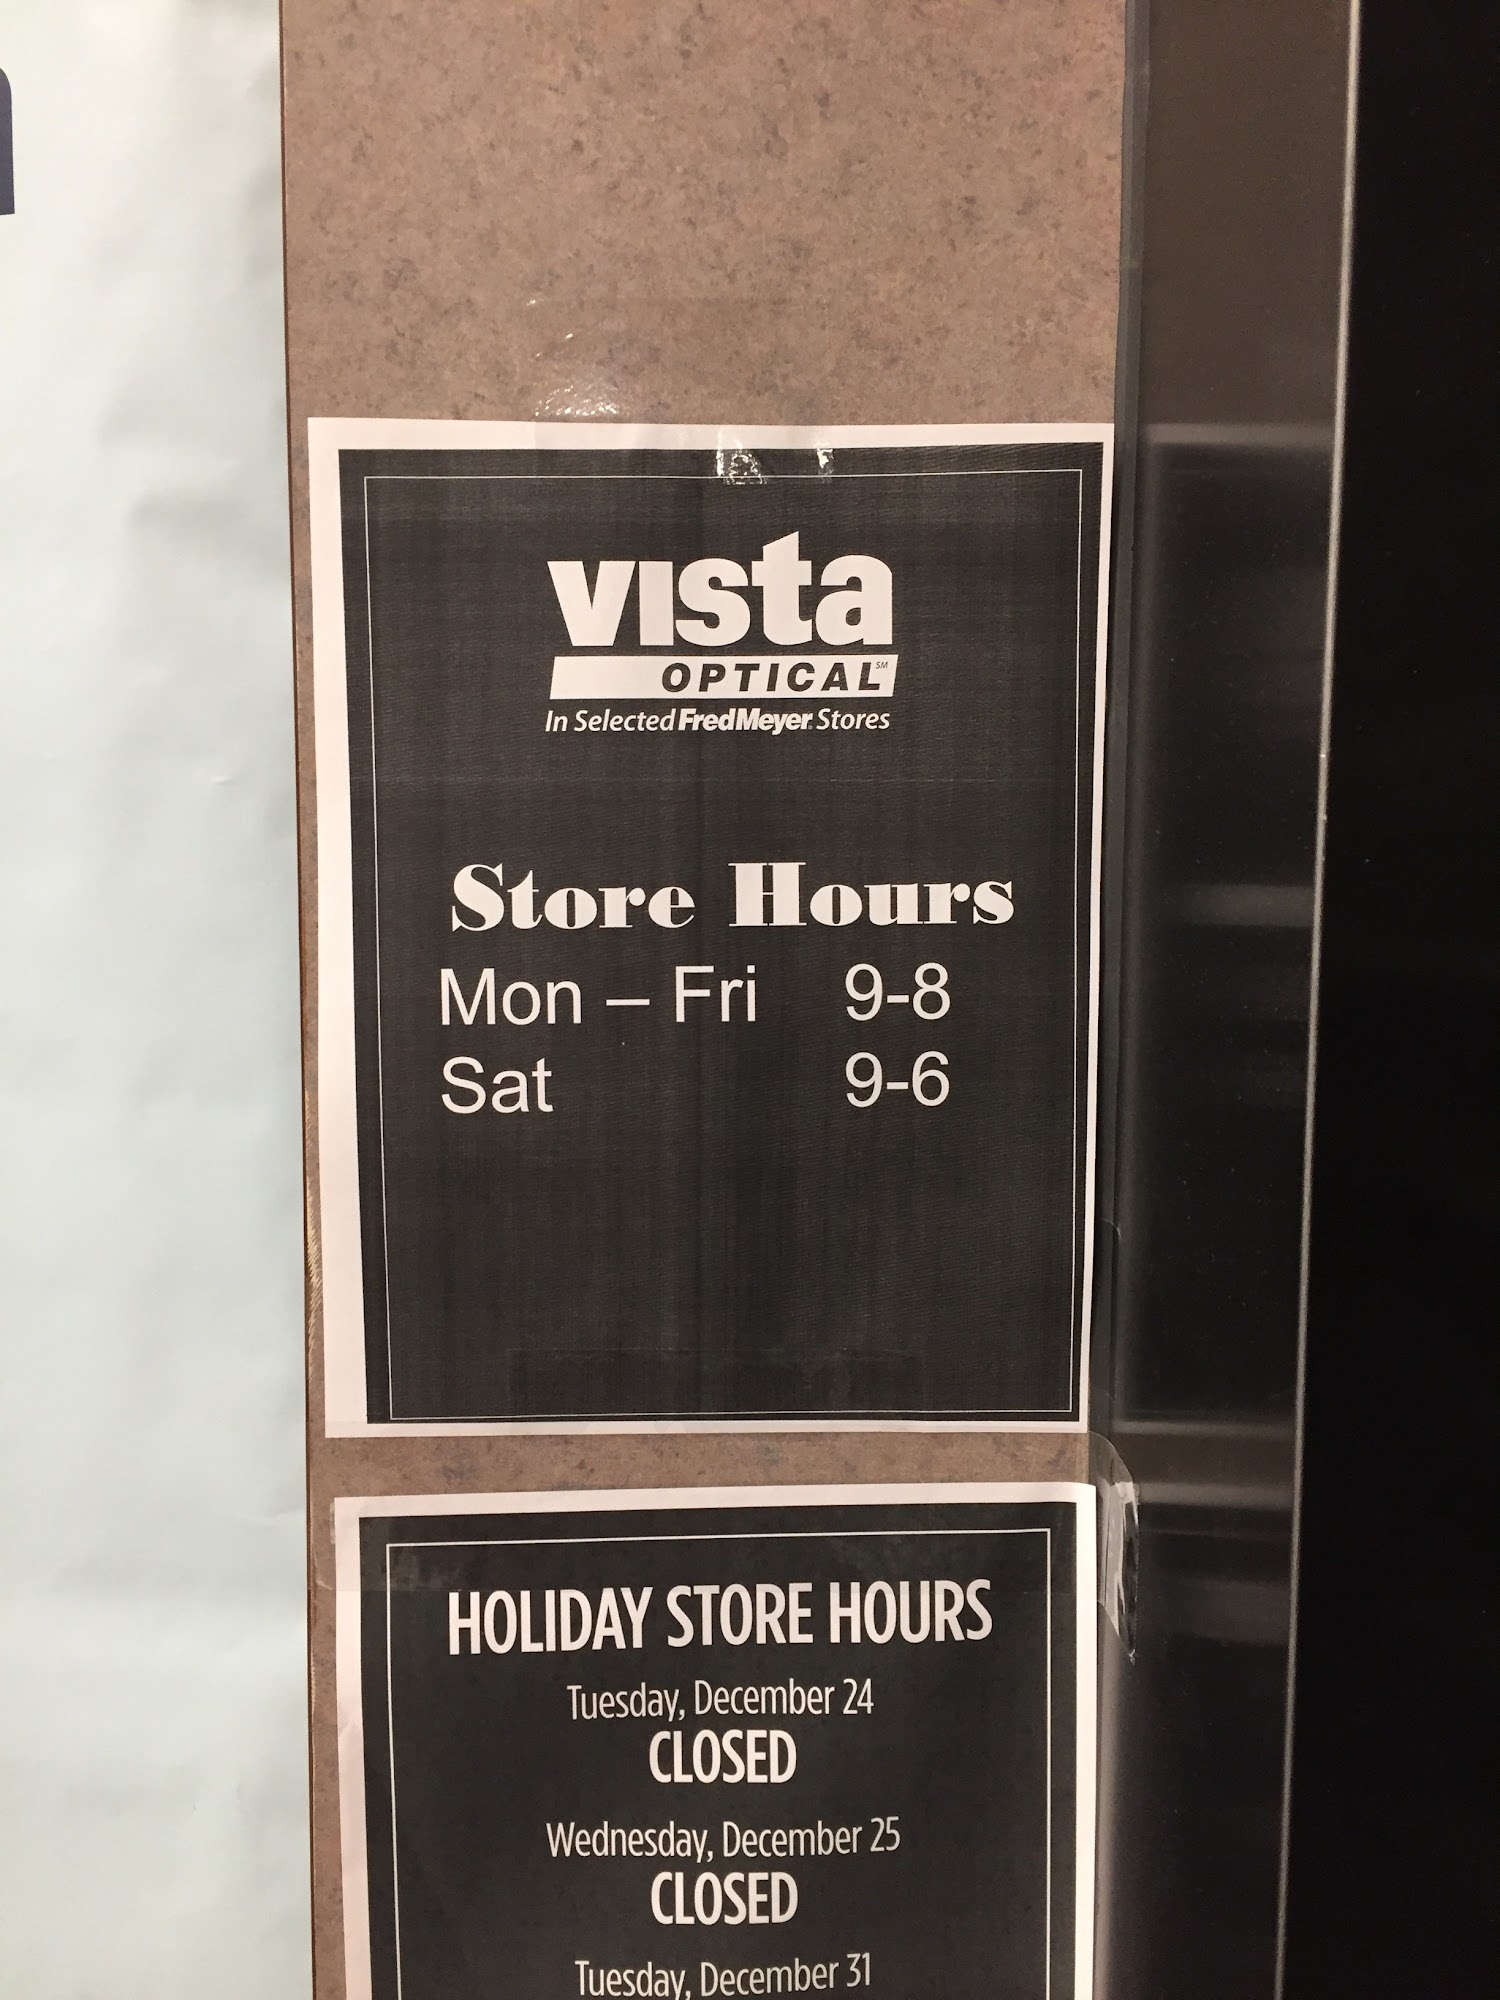 vista
OPTICAL℠
In Selected FredMeyer Stores
Store Hours
Mon – Fri 9-8
Sat 9-6
HOLIDAY STORE HOURS
Tuesday, December 24
CLOSED
Wednesday, December 25
CLOSED
Tuesday, December 31